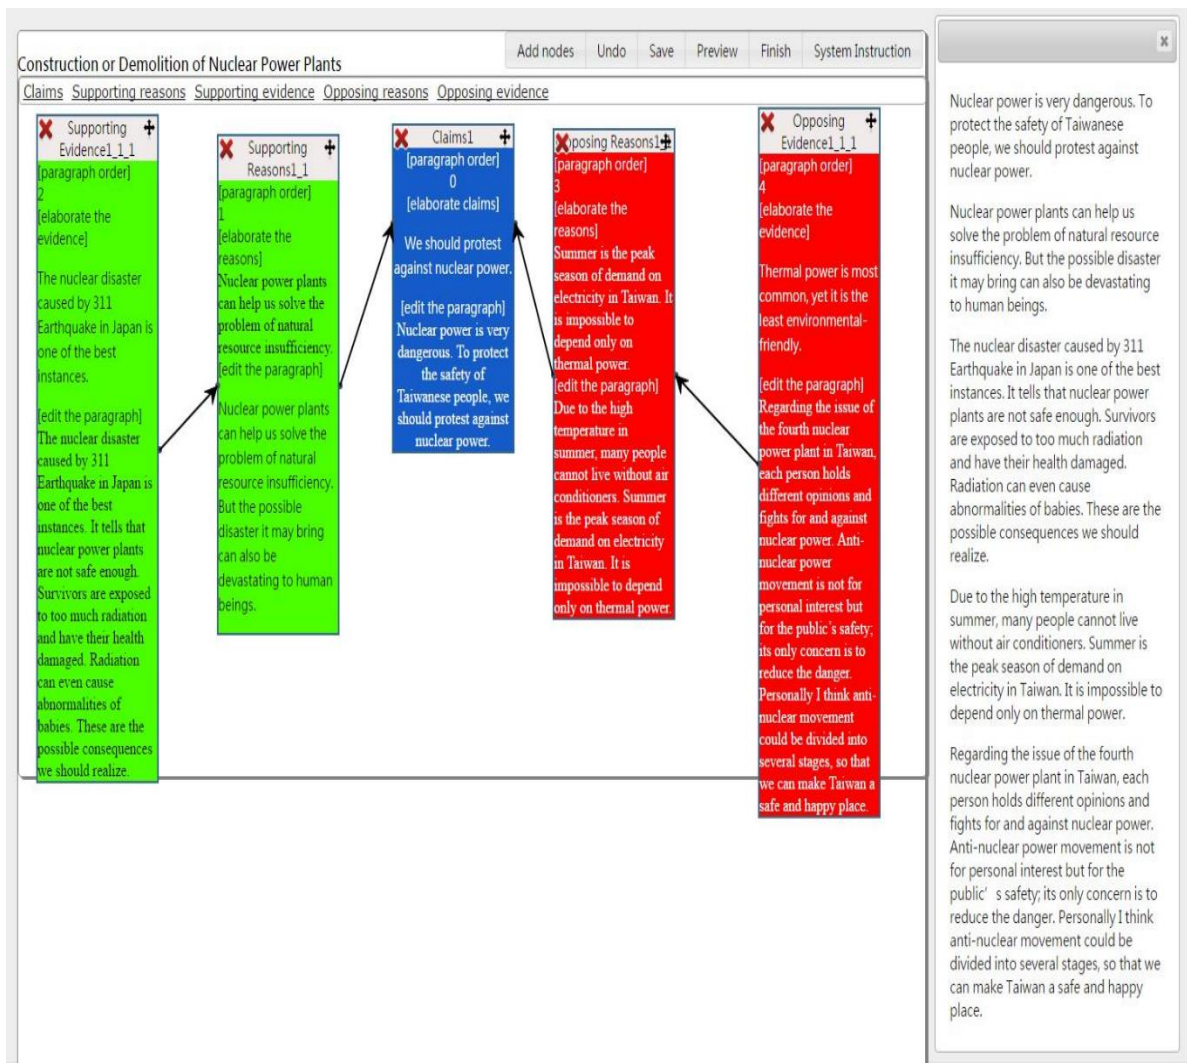 Add nodes Undo Save Preview Finish System Instruction
Construction or Demolition of Nuclear Power Plants
Claims Supporting reasons Supporting evidence Opposing reasons Opposing evidence
Supporting
Evidence1_1_1
[paragraph order]
2
[elaborate the
evidence]
The nuclear disaster
caused by 311
Earthquake in Japan is
one of the best
instances.
[edit the paragraph]
The nuclear disaster
caused by 311
Earthquake in Japan is
one of the best
instances. It tells that
nuclear power plants
are not safe enough.
Survivors are exposed
to too much radiation
and have their health
damaged. Radiation
can even cause
abnormalities of
babies. These are the
possible consequences
we should realize.
Supporting
Reasons1_1
[paragraph order]
1
[elaborate the
reasons]
Nuclear power plants
can help us solve the
problem of natural
resource insufficiency.
[edit the paragraph]
Nuclear power plants
can help us solve the
problem of natural
resource insufficiency.
But the possible
disaster it may bring
can also be
devastating to human
beings.
Claims1
[paragraph order]
0
[elaborate claims]
We should protest
against nuclear power.
[edit the paragraph]
Nuclear power is very
dangerous. To protect
the safety of
Taiwanese people, we
should protest against
nuclear power.
pposing Reasons1_
[paragraph order]
3
[elaborate the
reasons]
Summer is the peak
season of demand on
electricity in Taiwan. It
is impossible to
depend only on
thermal power.
[edit the paragraph]
Due to the high
temperature in
summer, many people
cannot live without air
conditioners. Summer
is the peak season of
demand on electricity
in Taiwan. It is
impossible to depend
only on thermal power.
Opposing
Evidence1_1_1
[paragraph order]
4
[elaborate the
evidence]
Thermal power is most
common, yet it is the
least environmental-
friendly.
[edit the paragraph]
Regarding the issue of
the fourth nuclear
power plant in Taiwan,
each person holds
different opinions and
fights for and against
nuclear power. Anti-
nuclear power
movement is not for
personal interest but
for the public's safety;
its only concern is to
reduce the danger.
Personally I think anti-
nuclear movement
could be divided into
several stages, so that
we can make Taiwan a
safe and happy place.
Nuclear power is very dangerous. To
protect the safety of Taiwanese
people, we should protest against
nuclear power.
Nuclear power plants can help us
solve the problem of natural resource
insufficiency. But the possible disaster
it may bring can also be devastating
to human beings.
The nuclear disaster caused by 311
Earthquake in Japan is one of the best
instances. It tells that nuclear power
plants are not safe enough. Survivors
are exposed to too much radiation
and have their health damaged.
Radiation can even cause
abnormalities of babies. These are the
possible consequences we should
realize.
Due to the high temperature in
summer, many people cannot live
without air conditioners. Summer is
the peak season of demand on
electricity in Taiwan. It is impossible to
depend only on thermal power.
Regarding the issue of the fourth
nuclear power plant in Taiwan, each
person holds different opinions and
fights for and against nuclear power.
Anti-nuclear power movement is not
for personal interest but for the
public' s safety; its only concern is to
reduce the danger. Personally I think
anti-nuclear movement could be
divided into several stages, so that we
can make Taiwan a safe and happy
place.